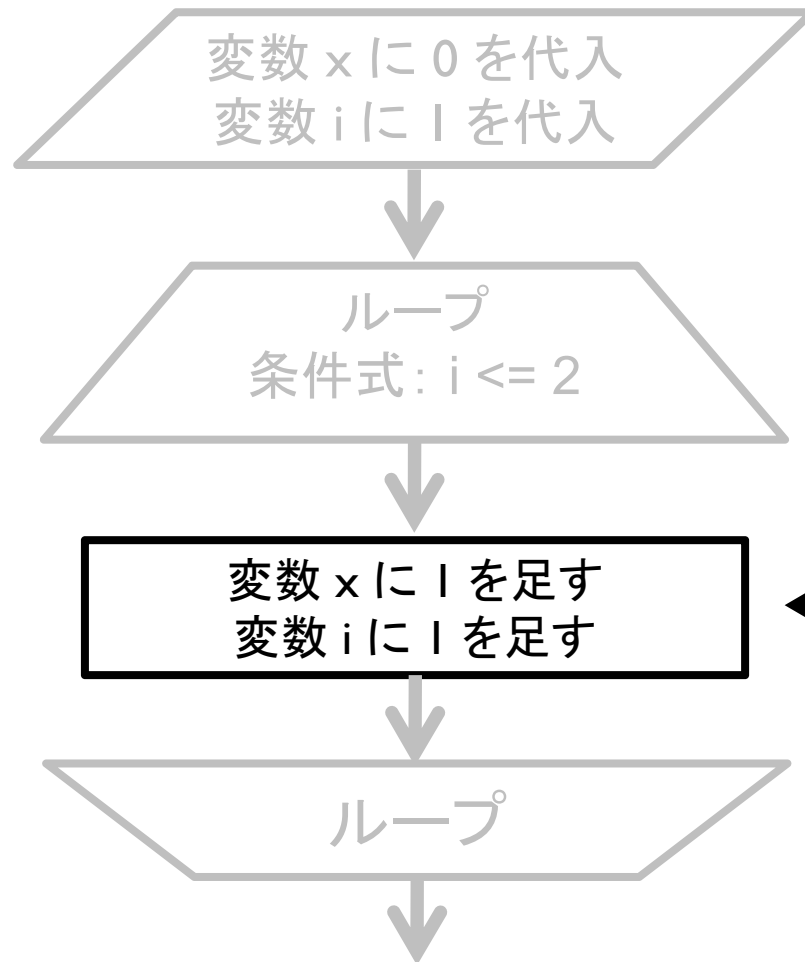 変数 x に 0 を代入
変数 i に 1 を代入
ループ
条件式: i <= 2
変数 x に 1 を足す
変数 i に 1 を足す
ループ